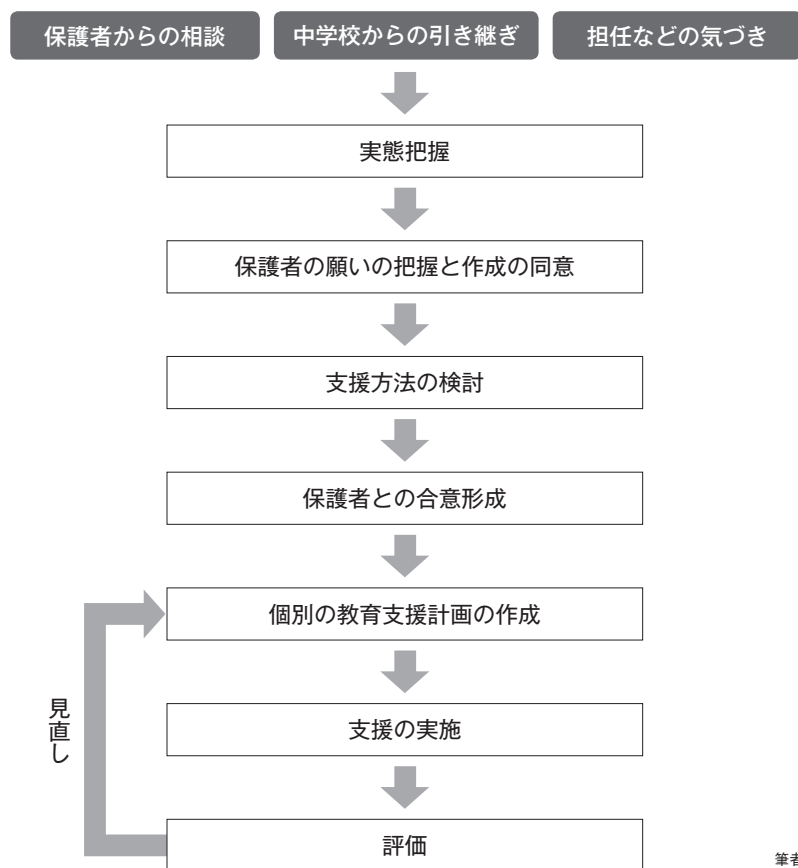 保護者からの相談
中学校からの引き継ぎ
担任などの気づき
実態把握
保護者の願いの把握と作成の同意
支援方法の検討
保護者との合意形成
個別の教育支援計画の作成
支援の実施
評価
見直し
筆者